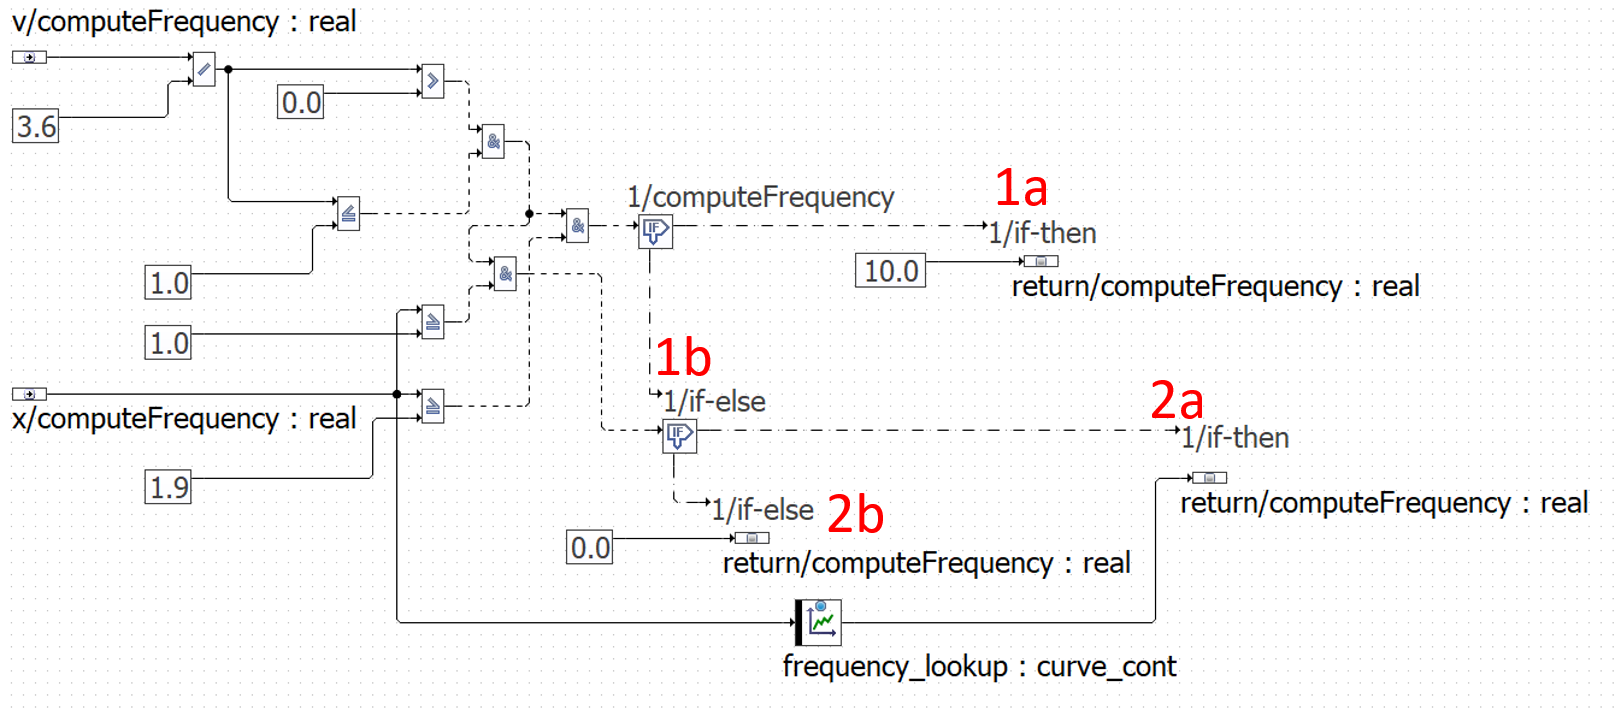 v/computeFrequency : real
3.6
0.0
&
1.0
&
&
1/computeFrequency
IF
1a
1/if-then
10.0
return/computeFrequency : real
1.0
x/computeFrequency : real
1.9
1b
1/if-else
IF
2a
1/if-then
return/computeFrequency : real
1/if-else
2b
0.0
return/computeFrequency : real
frequency_lookup : curve_cont